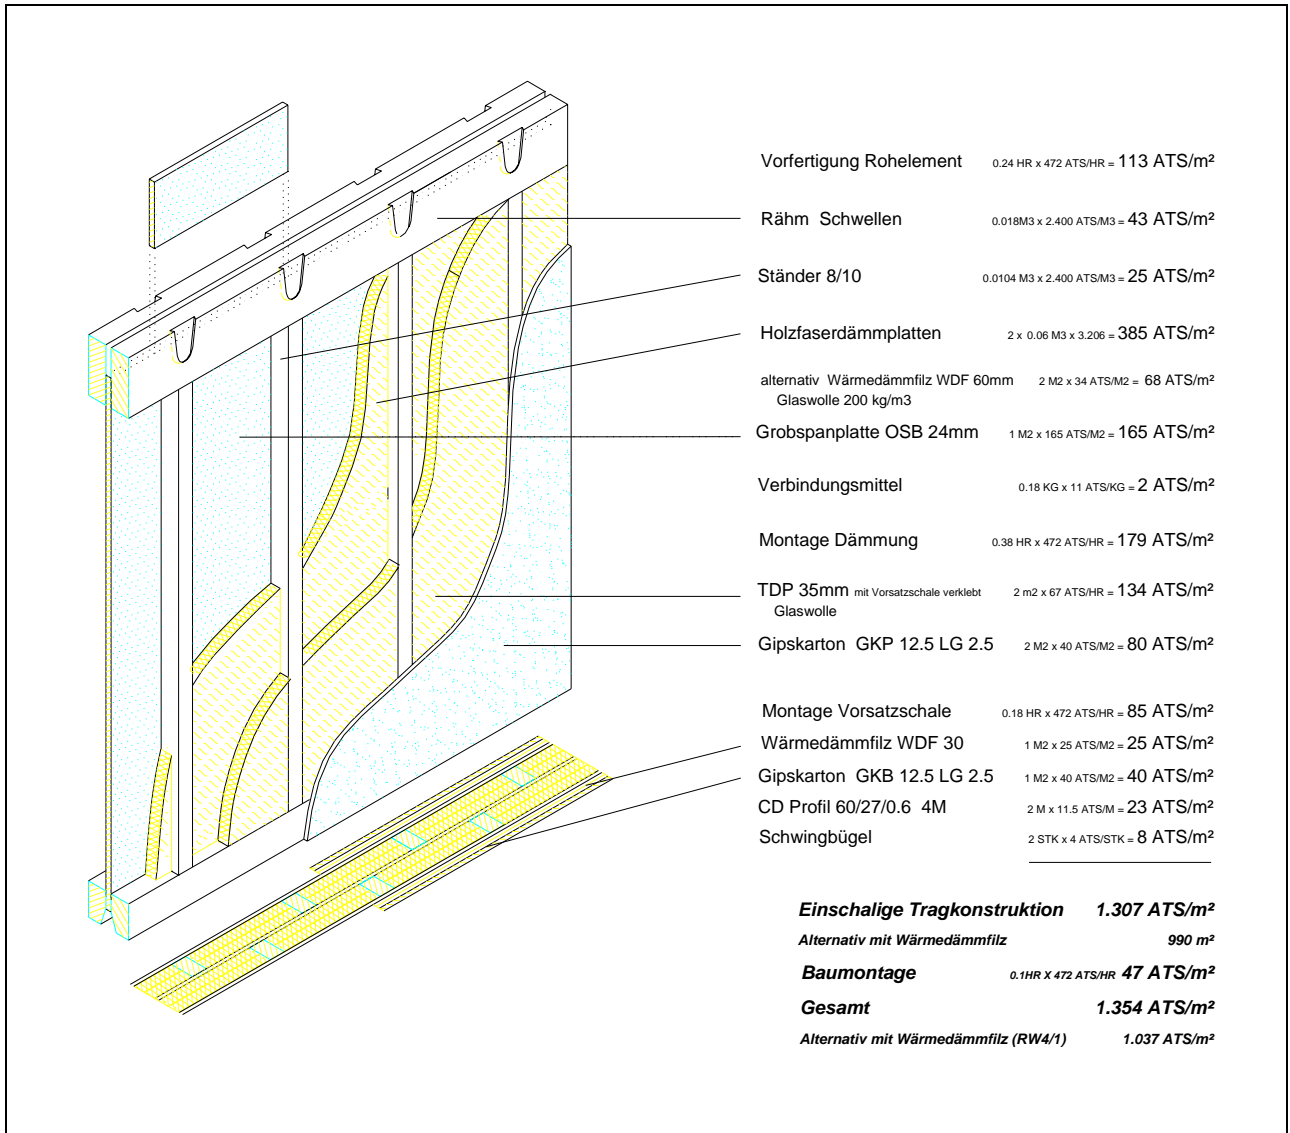 Vorfertigung Rohelement 0.24 HR x 472 ATS/HR = 113 ATS/m²
Rähm Schwellen 0.018M3 x 2.400 ATS/M3 = 43 ATS/m²
Ständer 8/10 0.0104 M3 x 2.400 ATS/M3 = 25 ATS/m²
Holzfaserdämmplatten 2 x 0.06 M3 x 3.206 = 385 ATS/m²
alternativ Wärmedämmfilz WDF 60mm 2 M2 x 34 ATS/M2 = 68 ATS/m²
Glaswolle 200 kg/m3
Grobspanplatte OSB 24mm 1 M2 x 165 ATS/M2 = 165 ATS/m²
Verbindungsmittel 0.18 KG x 11 ATS/KG = 2 ATS/m²
Montage Dämmung 0.38 HR x 472 ATS/HR = 179 ATS/m²
TDP 35mm mit Vorsatzschale verklebt 2 m2 x 67 ATS/HR = 134 ATS/m²
Glaswolle
Gipskarton GKP 12.5 LG 2.5 2 M2 x 40 ATS/M2 = 80 ATS/m²
Montage Vorsatzschale 0.18 HR x 472 ATS/HR = 85 ATS/m²
Wärmedämmfilz WDF 30 1 M2 x 25 ATS/M2 = 25 ATS/m²
Gipskarton GKB 12.5 LG 2.5 1 M2 x 40 ATS/M2 = 40 ATS/m²
CD Profil 60/27/0.6 4M 2 M x 11.5 ATS/M = 23 ATS/m²
Schwingbügel 2 STK x 4 ATS/STK = 8 ATS/m²
Einschalige Tragkonstruktion 1.307 ATS/m²
Alternativ mit Wärmedämmfilz 990 m²
Baumontage 0.1HR X 472 ATS/HR 47 ATS/m²
Gesamt 1.354 ATS/m²
Alternativ mit Wärmedämmfilz (RW4/1) 1.037 ATS/m²